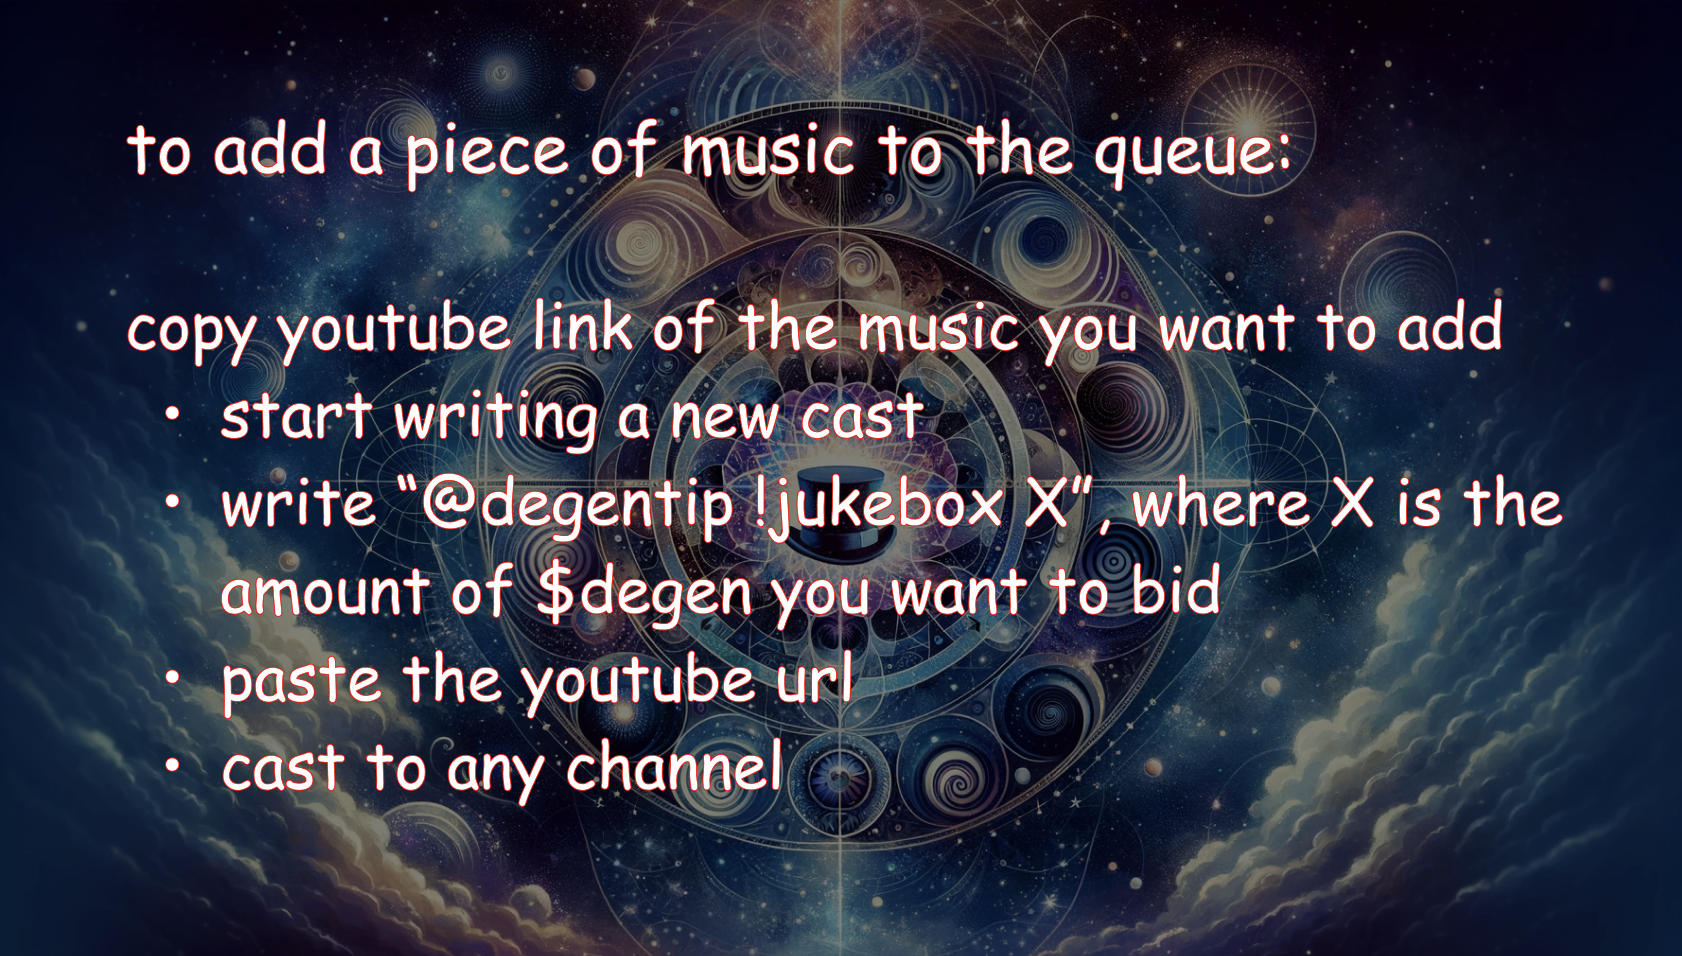 to add a piece of music to the queue:
copy youtube link of the music you want to add
• start writing a new cast
• write “@degentip !jukebox X”, where X is the
amount of $degen you want to bid
• paste the youtube url
• cast to any channel